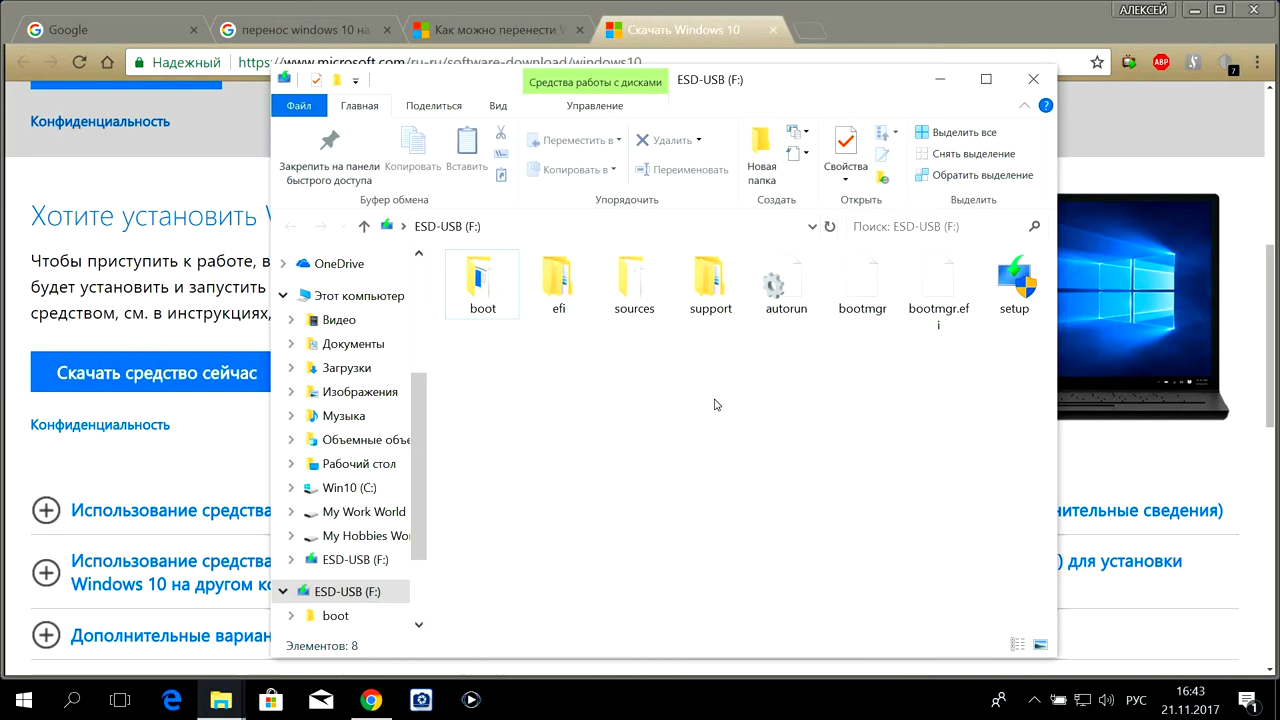 АЛЕКСЕЙ
Google
перенос windows 10 на
Как можно перенести
Скачать Windows 10
Надежный
https://www.microsoft.com/ru-ru/software-download/windows10
ABP
7
Средства работы с дисками
ESD-USB (F:)
Файл
Главная
Поделиться
Вид
Управление
Закрепить на панели
быстрого доступа
Копировать
Вставить
Переместить в
Копировать в
Удалить
Переименовать
Новая
папка
Свойства
Выделить все
Снять выделение
Обратить выделение
Буфер обмена
Упорядочить
Создать
Открыть
Выделить
ESD-USB (F:)
Поиск: ESD-USB (F:)
OneDrive
Этот компьютер
Видео
Документы
Загрузки
Изображения
Музыка
Объемные объе
Рабочий стол
Win10 (C:)
My Work World
My Hobbies Wo
ESD-USB (F:)
ESD-USB (F:)
boot
boot
efi
sources
support
autorun
bootmgr
bootmgr.ef
i
setup
Элементов: 8
Конфиденциальность
Хотите установить
Чтобы приступить к работе, в
будет установить и запустить
средством, см. в инструкциях,
Скачать средство сейчас
Конфиденциальность
Использование средства
нительные сведения)
Использование средства
) для установки
Windows 10 на другом ко
Дополнительные вариан
РУС
16:43
21.11.2017
1